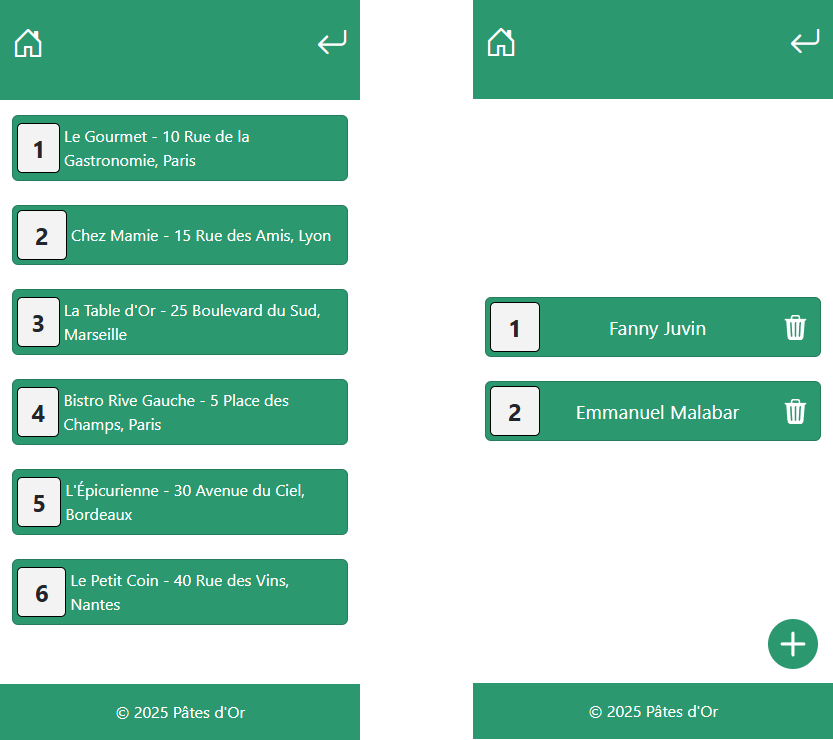 1
Le Gourmet - 10 Rue de la
Gastronomie, Paris
2
Chez Mamie - 15 Rue des Amis, Lyon
3
La Table d'Or - 25 Boulevard du Sud,
Marseille
4
Bistro Rive Gauche - 5 Place des
Champs, Paris
5
L'Épicurienne - 30 Avenue du Ciel,
Bordeaux
6
Le Petit Coin - 40 Rue des Vins,
Nantes
© 2025 Pâtes d'Or
1
Fanny Juvin
2
Emmanuel Malabar
© 2025 Pâtes d'Or